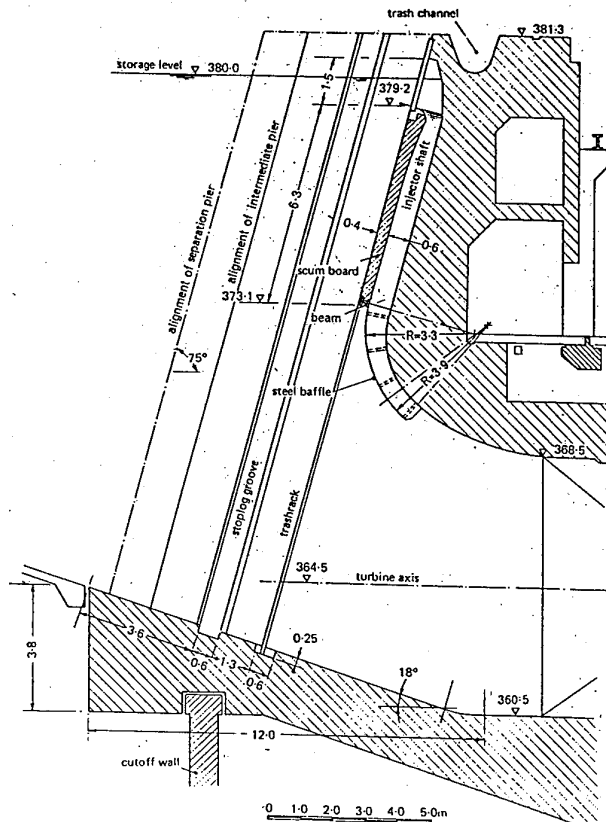 trash channel
381·3
storage level
380·0
1·5
379·2
alignment of separation pier
alignment of intermediate pier
6·3
injector shaft
0·4
0·6
scum board
373·1
beam
R=3·3
75°
R=3·9
steel baffle
368·5
stoplog groove
trashrack
364·5
turbine axis
3·8
3·6
0·6
1·3
0·6
0·25
18°
360·5
12·0
cutoff wall
0 1·0 2·0 3·0 4·0 5·0m